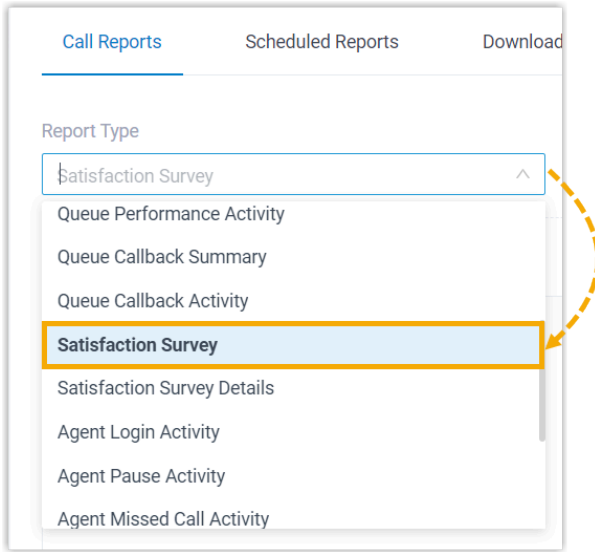 Call Reports Scheduled Reports Download
Report Type
Satisfaction Survey
Queue Performance Activity
Queue Callback Summary
Queue Callback Activity
Satisfaction Survey
Satisfaction Survey Details
Agent Login Activity
Agent Pause Activity
Agent Missed Call Activity